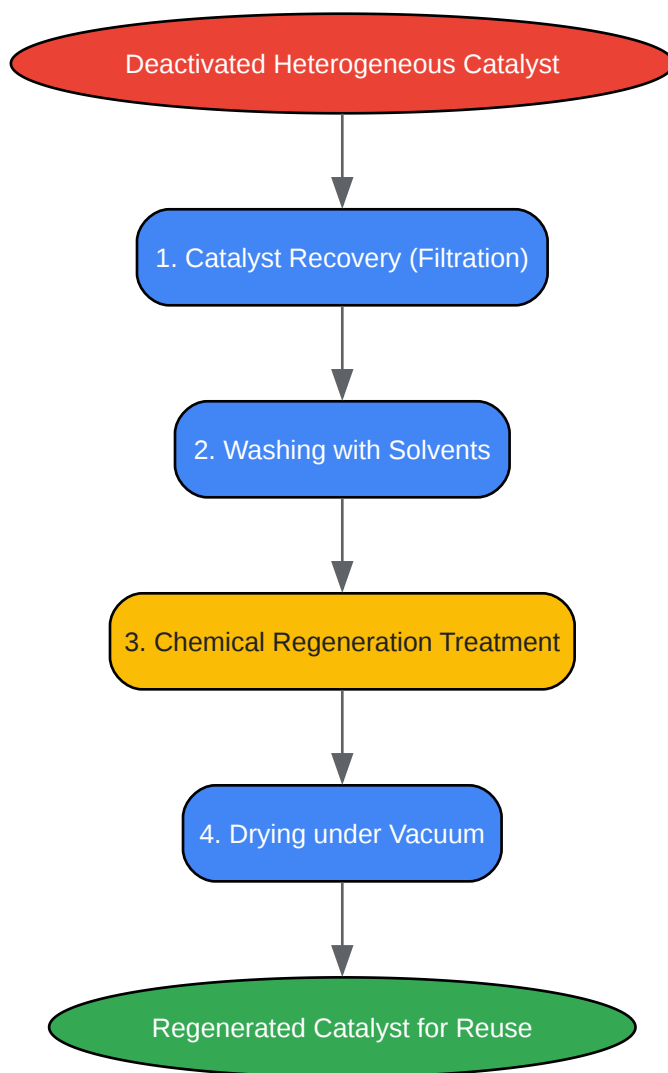 Deactivated Heterogeneous Catalyst
1. Catalyst Recovery (Filtration)
2. Washing with Solvents
3. Chemical Regeneration Treatment
4. Drying under Vacuum
Regenerated Catalyst for Reuse